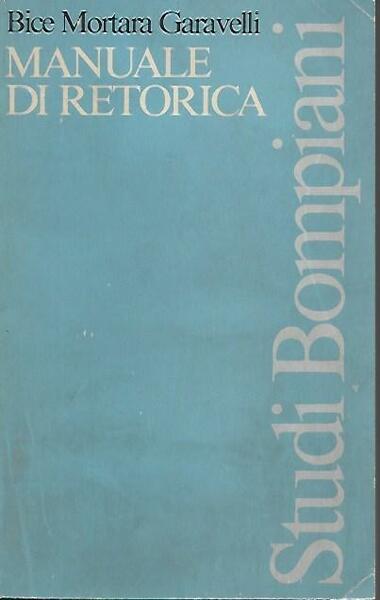 Bice Mortara Garavelli
MANUALE
DI RETORICA
Studi Bompiani